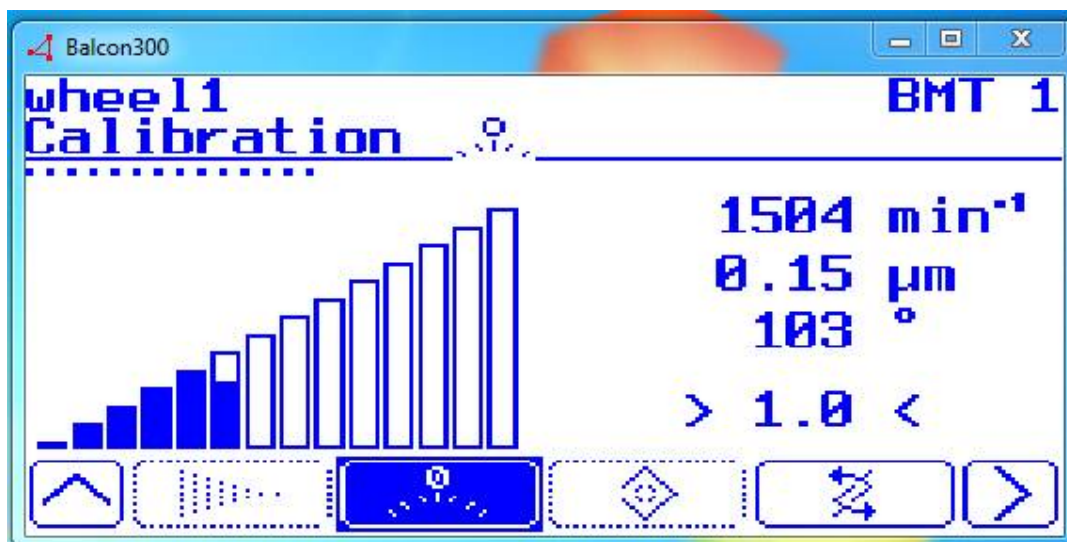 Balcon300
wheel1 BMT 1
Calibration
1504 min⁻¹
0.15 µm
103 °
> 1.0 <